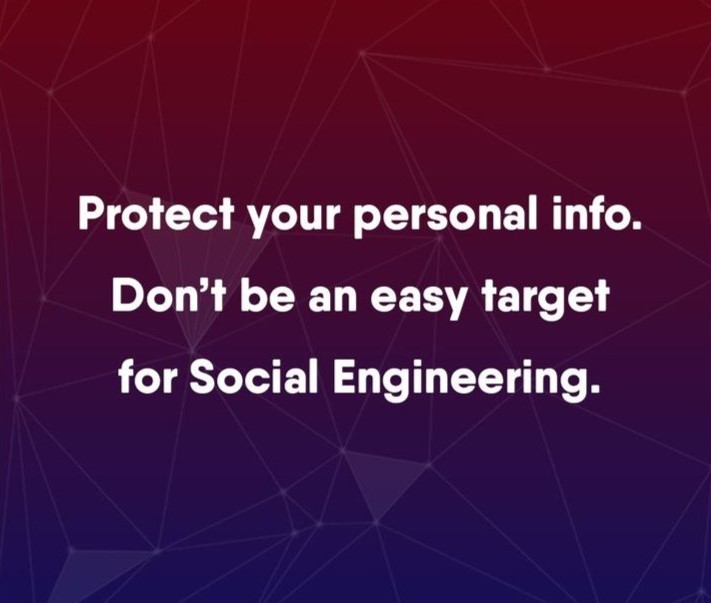 Protect your personal info.
Don’t be an easy target
for Social Engineering.